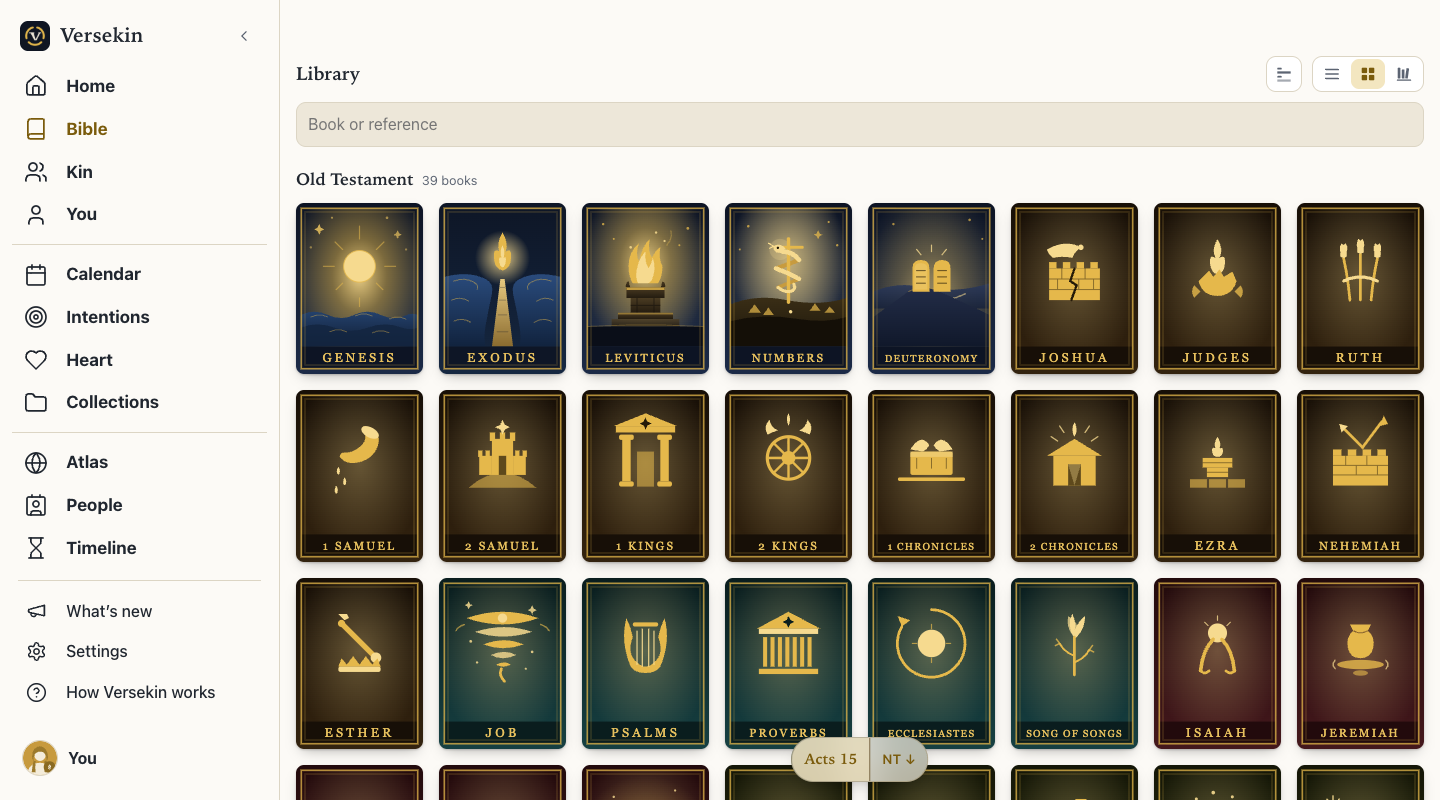 Versekin
Home
Bible
Kin
You
Calendar
Intentions
Heart
Collections
Atlas
People
Timeline
What's new
Settings
How Versekin works
You
Library
Book or reference
Old Testament 39 books
GENESIS
EXODUS
LEVITICUS
NUMBERS
DEUTERONOMY
JOSHUA
JUDGES
RUTH
1 SAMUEL
2 SAMUEL
1 KINGS
2 KINGS
1 CHRONICLES
2 CHRONICLES
EZRA
NEHEMIAH
ESTHER
JOB
PSALMS
PROVERBS
ECCLESIASTES
SONG OF SONGS
ISAIAH
JEREMIAH
Acts 15
NT ↓